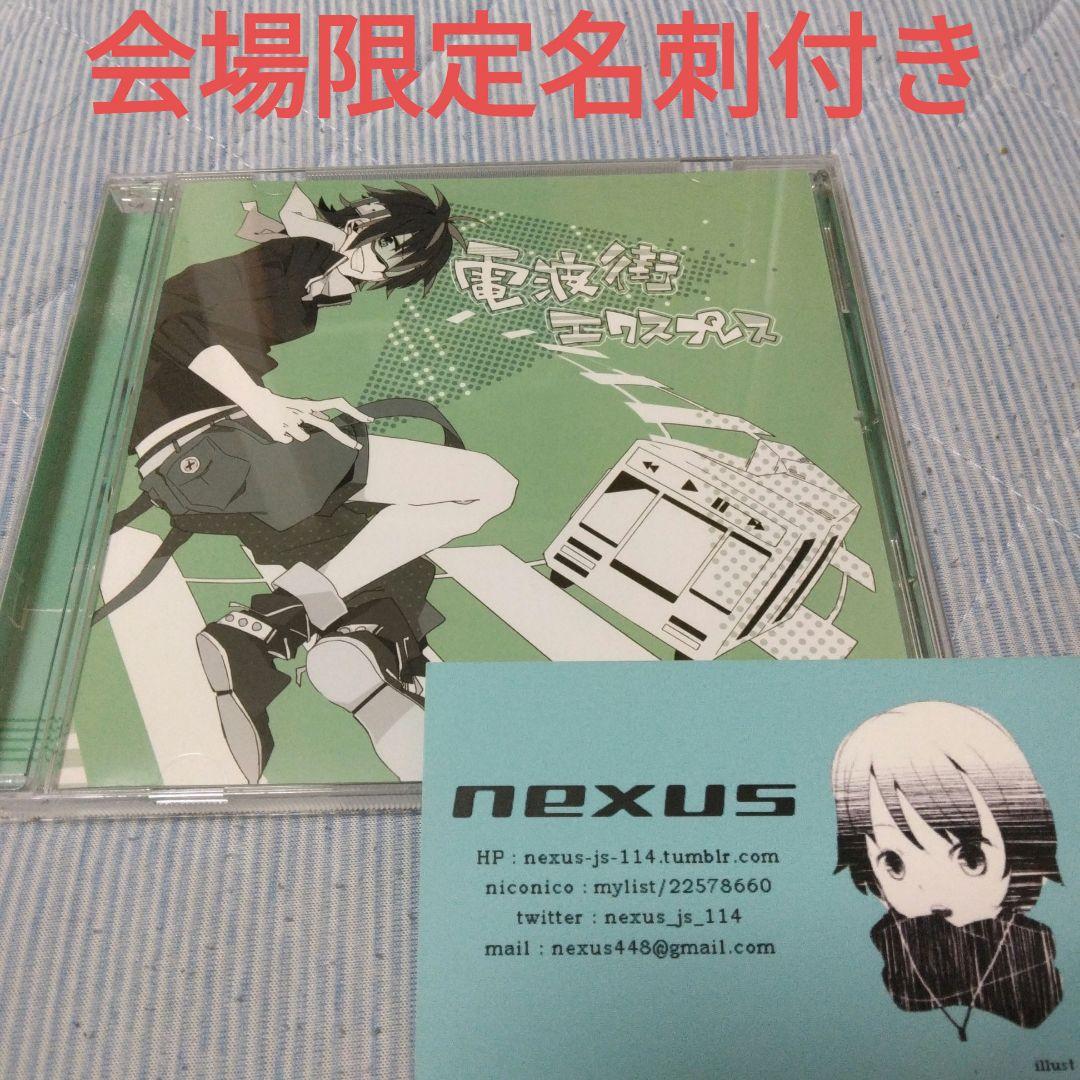 会場限定名刺付き
電波街
エクスプレス
nexus
HP : nexus-js-114.tumblr.com
niconico : mylist/22578660
twitter : nexus_js_114
mail : nexus448@gmail.com
illust